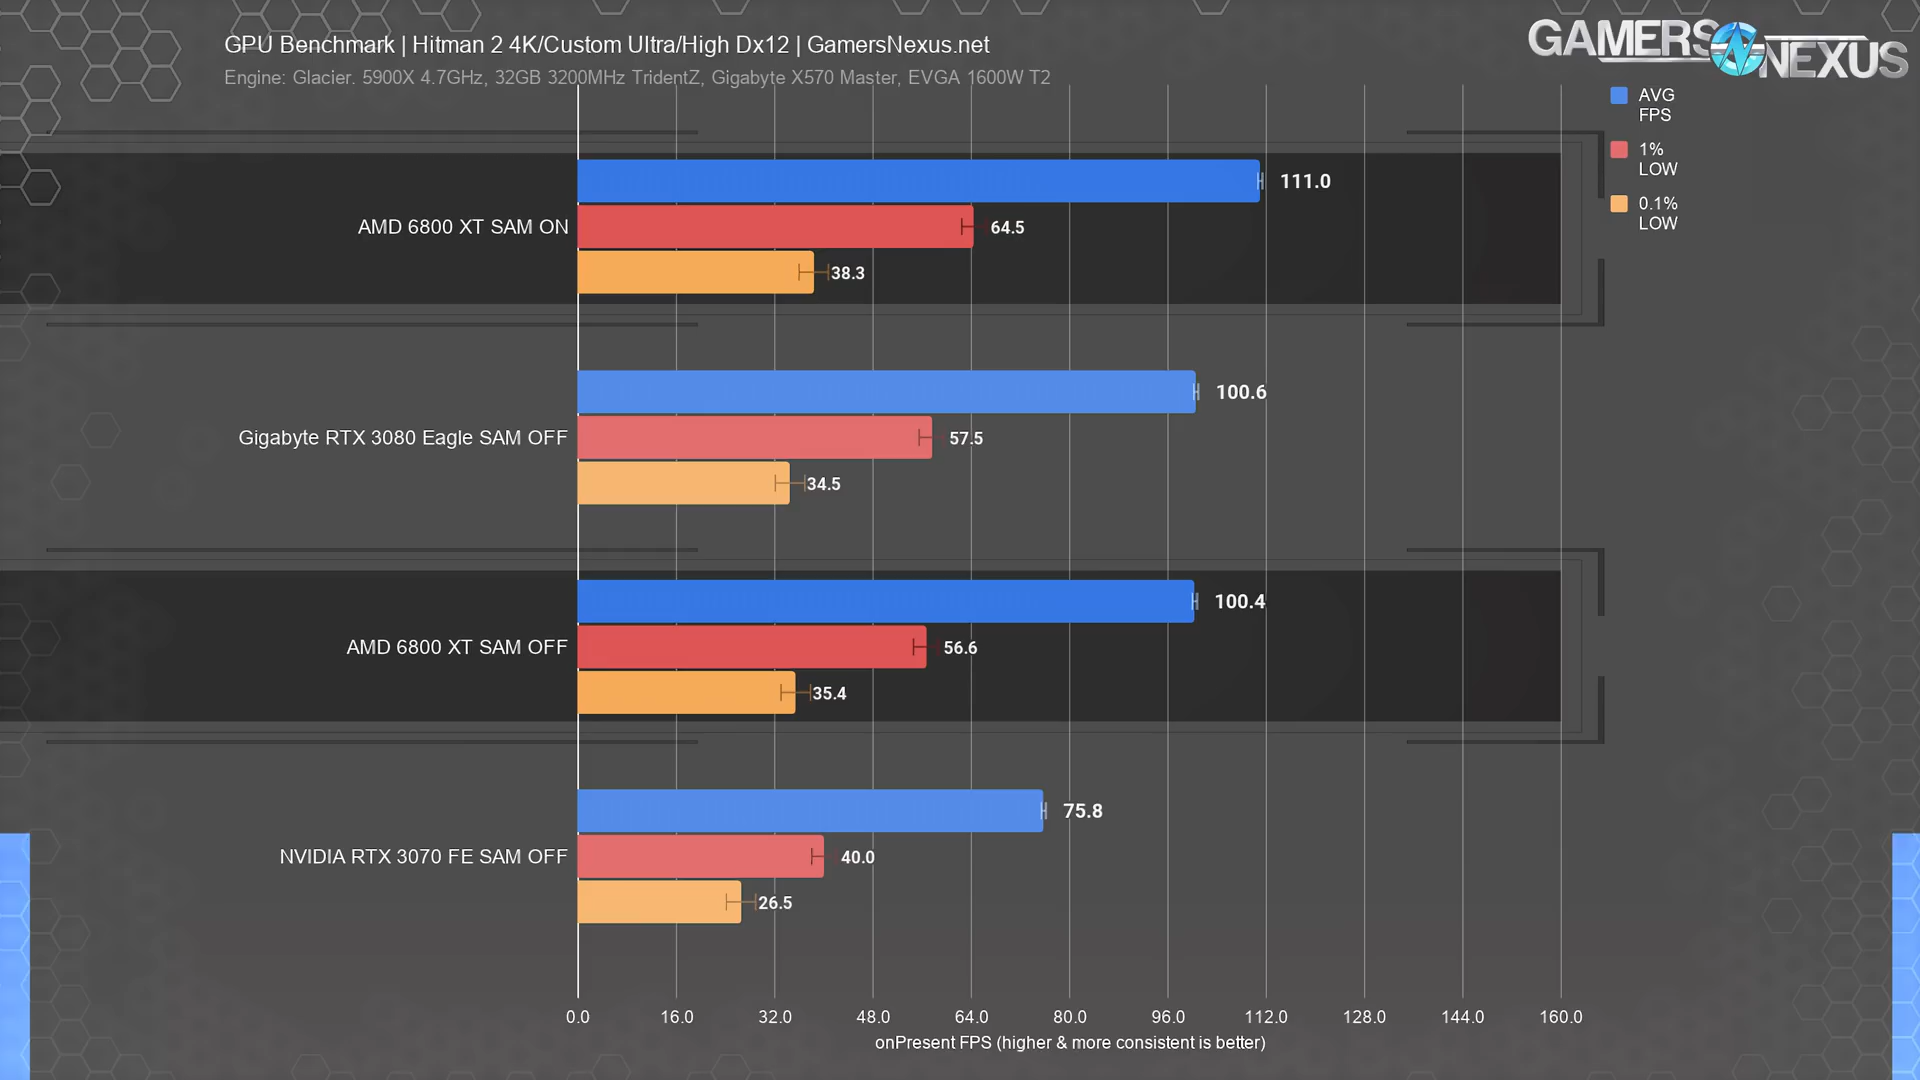 GPU Benchmark | Hitman 2 4K/Custom Ultra/High Dx12 | GamersNexus.net
Engine: Glacier. 5900X 4.7GHz, 32GB 3200MHz TridentZ, Gigabyte X570 Master, EVGA 1600W T2
GAMERS NEXUS
AVG
FPS
1%
LOW
0.1%
LOW
111.0
AMD 6800 XT SAM ON
64.5
38.3
100.6
Gigabyte RTX 3080 Eagle SAM OFF
57.5
34.5
100.4
AMD 6800 XT SAM OFF
56.6
35.4
75.8
NVIDIA RTX 3070 FE SAM OFF
40.0
26.5
0.0 16.0 32.0 48.0 64.0 80.0 96.0 112.0 128.0 144.0 160.0
onPresent FPS (higher & more consistent is better)